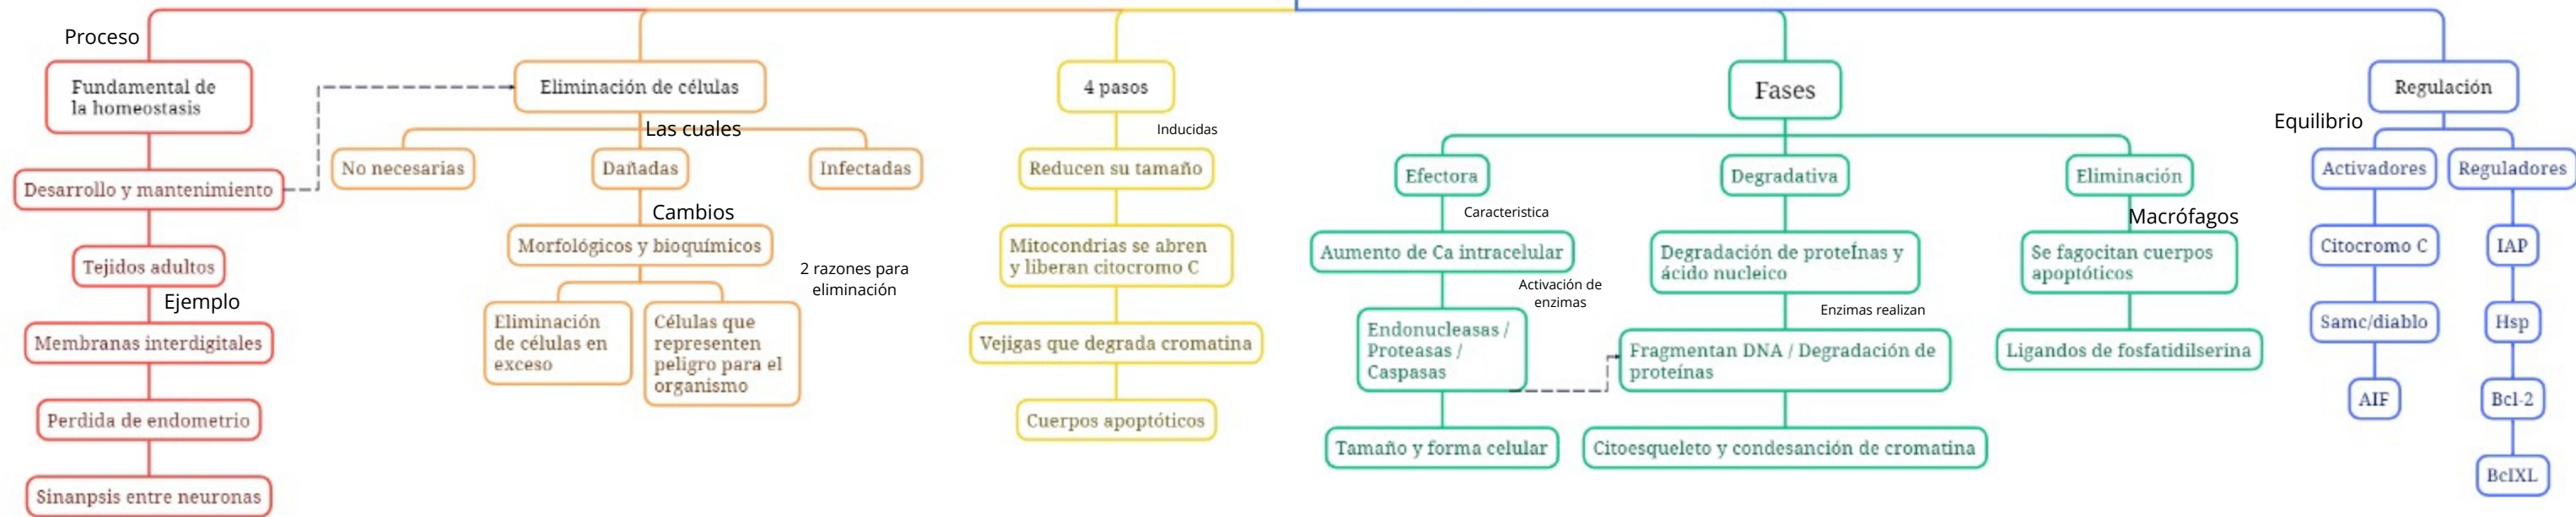 Proceso
Fundamental de
la homeostasis
Desarrollo y mantenimiento
Tejidos adultos
Ejemplo
Membranas interdigitales
Perdida de endometrio
Sinanpsis entre neuronas
Eliminación de células
Las cuales
No necesarias
Dañadas
Infectadas
Cambios
Morfológicos y bioquímicos
2 razones para
eliminación
Eliminación
de células en
exceso
Células que
representen
peligro para el
organismo
4 pasos
Inducidas
Reducen su tamaño
Mitocondrias se abren
y liberan citocromo C
Vejigas que degrada cromatina
Cuerpos apoptóticos
Fases
Efectora
Caracteristica
Aumento de Ca intracelular
Activación de
enzimas
Endonucleasas /
Proteasas /
Caspasas
Tamaño y forma celular
Degradativa
Degradación de proteÍnas y
ácido nucleico
Enzimas realizan
Fragmentan DNA / Degradación de
proteínas
Citoesqueleto y condesanción de cromatina
Eliminación
Macrófagos
Se fagocitan cuerpos
apoptóticos
Ligandos de fosfatidilserina
Regulación
Equilibrio
Activadores
Citocromo C
Samc/diablo
AIF
Reguladores
IAP
Hsp
Bcl-2
BcIXL